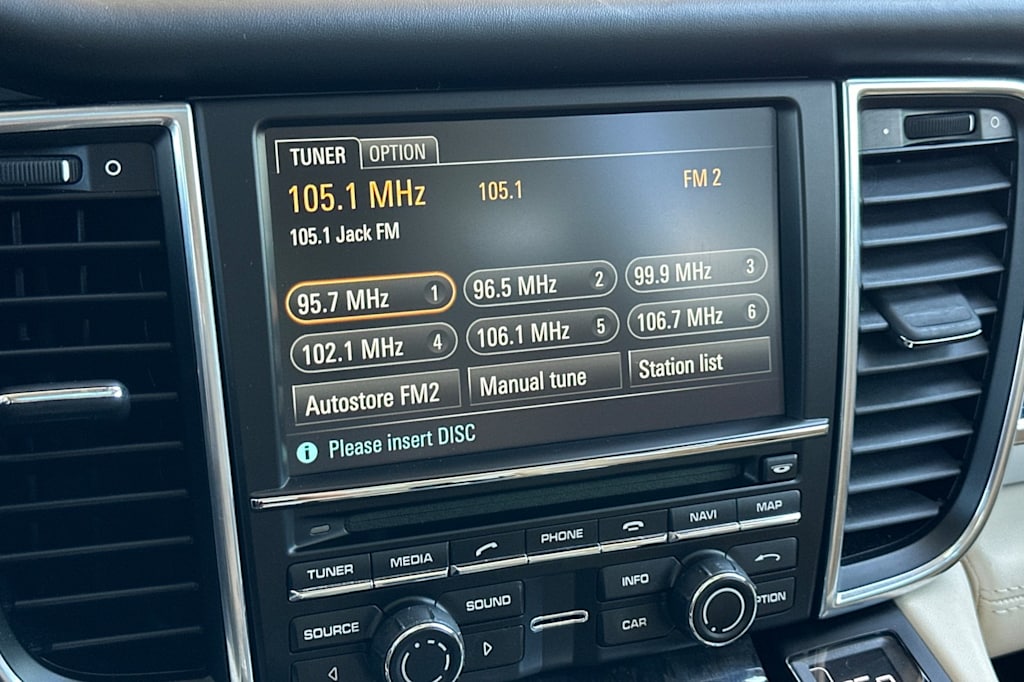 TUNER OPTION
105.1 MHz 105.1 FM 2
105.1 Jack FM
95.7 MHz 1 96.5 MHz 2 99.9 MHz 3
102.1 MHz 4 106.1 MHz 5 106.7 MHz 6
Autostore FM2 Manual tune Station list
i Please insert DISC
TUNER MEDIA PHONE NAVI MAP
SOURCE SOUND INFO
CAR